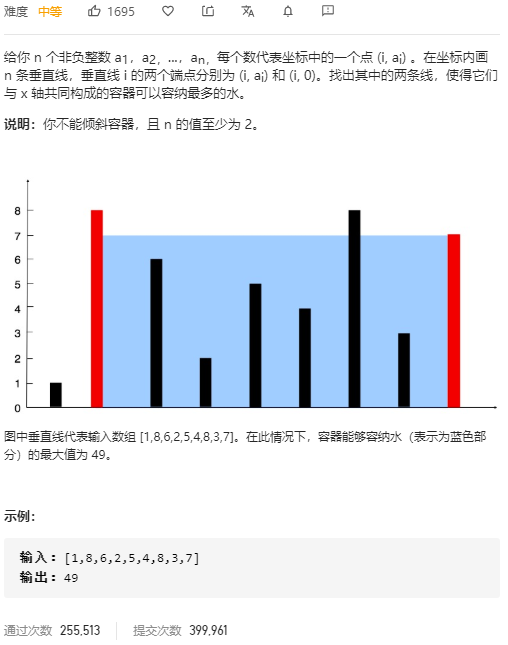 难度 中等 1695
给你 n 个非负整数 a1，a2，...，an，每个数代表坐标中的一个点 (i, ai) 。在坐标内画
n 条垂直线，垂直线 i 的两个端点分别为 (i, ai) 和 (i, 0)。找出其中的两条线，使得它们
与 x 轴共同构成的容器可以容纳最多的水。
说明：你不能倾斜容器，且 n 的值至少为 2。
8
7
6
5
4
3
2
1
0
图中垂直线代表输入数组 [1,8,6,2,5,4,8,3,7]。在此情况下，容器能够容纳水（表示为蓝色部
分）的最大值为 49。
示例：
输入：[1,8,6,2,5,4,8,3,7]
输出：49
通过次数 255,513 提交次数 399,961